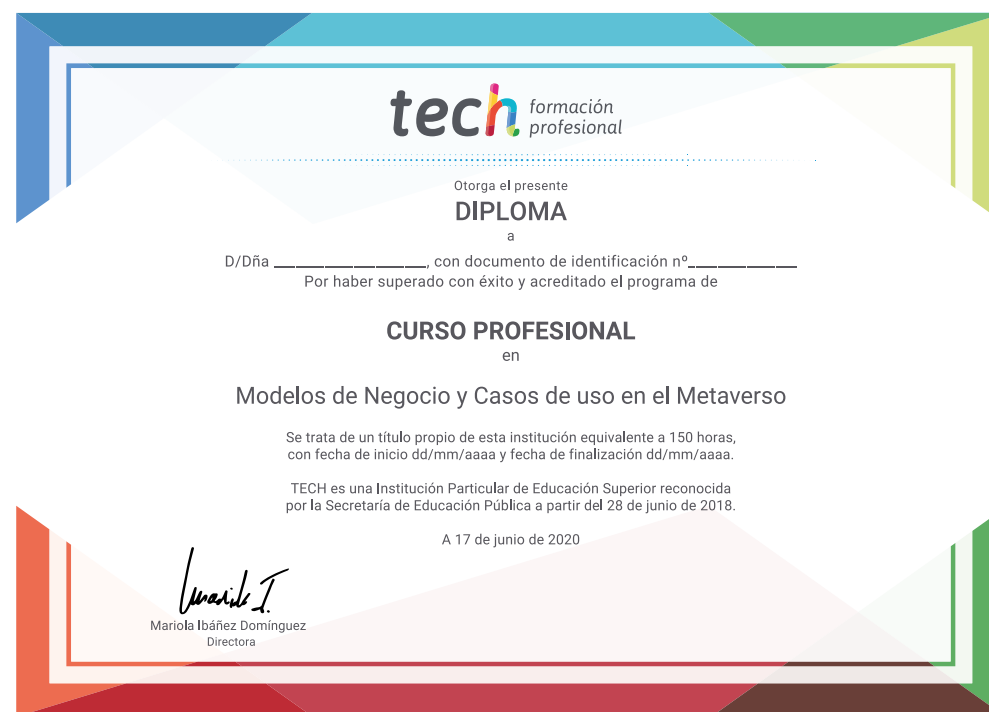 tech formación
profesional
Otorga el presente
DIPLOMA
a
D/Dña ______________, con documento de identificación nº__________
Por haber superado con éxito y acreditado el programa de
CURSO PROFESIONAL
en
Modelos de Negocio y Casos de uso en el Metaverso
Se trata de un título propio de esta institución equivalente a 150 horas,
con fecha de inicio dd/mm/aaaa y fecha de finalización dd/mm/aaaa.
TECH es una Institución Particular de Educación Superior reconocida
por la Secretaría de Educación Pública a partir del 28 de junio de 2018.
A 17 de junio de 2020
Mariola Ibáñez Domínguez
Directora